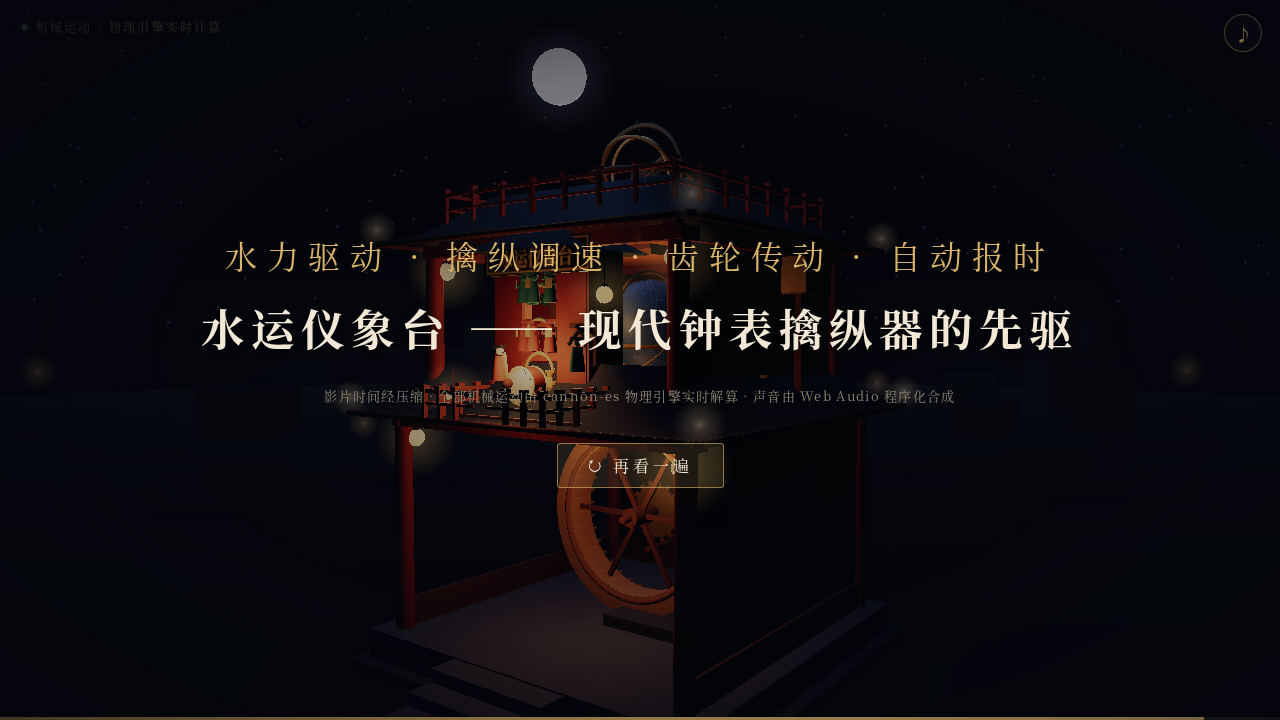 机械运动 · 物理引擎实时计算
♪
水力驱动 · 擒纵调速 · 齿轮传动 · 自动报时
水运仪象台 —— 现代钟表擒纵器的先驱
影片时间经压缩 · 全部机械运动由 cannon-es 物理引擎实时解算 · 声音由 Web Audio 程序化合成
↻ 再看一遍